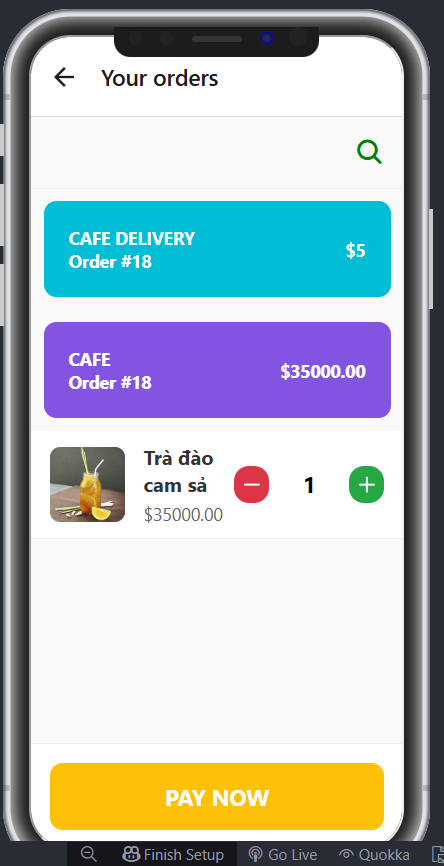 Your orders
CAFE DELIVERY
Order #18
$5
CAFE
Order #18
$35000.00
Trà đào
cam sả
$35000.00
1
PAY NOW
Finish Setup
Go Live
Quokka